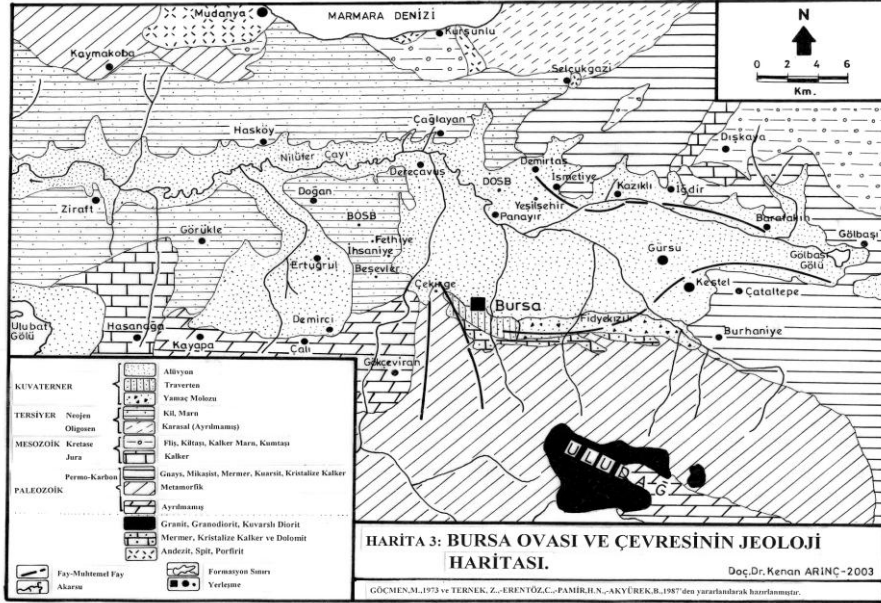 Mudanya
MARMARA DENİZİ
Kurşunlu
Kaymakoba
N
0 2 4 6
Km.
Selçukgazi
Çağlayan
Hasköy
Dışkaya
Nilüfer Çayı
Demirtaş
Dereçavuş
İsmetiye
DOSB
Kazıklı
İğdir
Doğan
Yeşilşehir
Ziraft
Panayır
BOSB
Barafakın
Görükle
Fethiye
Gölbaşı
İhsaniye
Gürsu
Gölbaşı
Gölü
Ertuğrul
Beşevler
Çekirge
Kestel
Çataltepe
Bursa
Ulubat
Gölü
Hasanağa
Demirci
Fidyekızık
Kayapa
Çalı
Burhaniye
Gökçeviran
KUVATERNER
Alüvyon
Traverten
Yamaç Molozu
TERSİYER Neojen Kil, Marn
Oligosen Karasal (Ayrılmamış)
MESOZOİK Kretase Fliş, Kiltaşı, Kalker Marn, Kumtaşı
Jura Kalker
Permo-Karbon Gnays, Mikaşist, Mermer, Kuarsit, Kristalize Kalker
PALEOZOİK Metamorfik
Ayrılmamış
Granit, Granodiorit, Kuvarslı Diorit
Mermer, Kristalize Kalker ve Dolomit
Andezit, Spit, Porfirit
Fay-Muhtemel Fay
Formasyon Sınırı
Akarsu
Yerleşme
ULUDAĞ
HARİTA 3: BURSA OVASI VE ÇEVRESİNİN JEOLOJİ
HARİTASI.
Doç.Dr. Kenan ARINÇ-2003
GÖÇMEN,M.,1973 ve TERNEK, Z.,-ERENTÖZ,C.,-PAMİR,H.N.,-AKYÜREK,B.,1987'den yararlanılarak hazırlanmıştır.